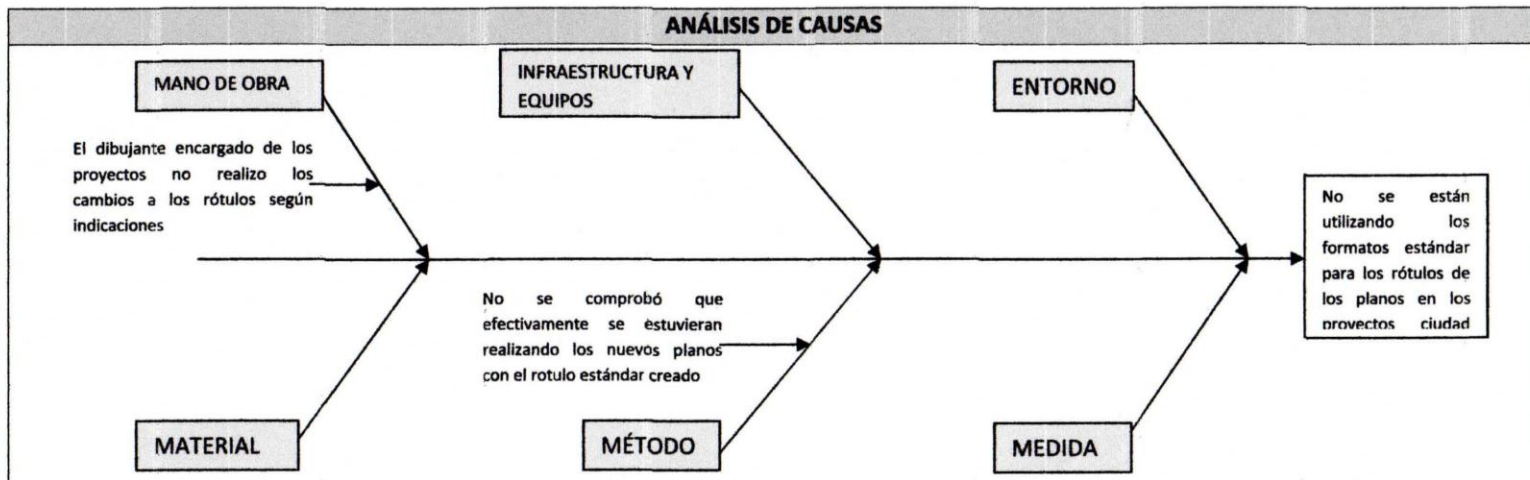 ANÁLISIS DE CAUSAS
MANO DE OBRA
INFRAESTRUCTURA Y
EQUIPOS
ENTORNO
El dibujante encargado de los
proyectos no realizo los
cambios a los rótulos según
indicaciones
No se están
utilizando los
formatos estándar
para los rótulos de
los planos en los
proyectos ciudad
No se comprobó que
efectivamente se estuvieran
realizando los nuevos planos
con el rotulo estándar creado
MATERIAL
MÉTODO
MEDIDA